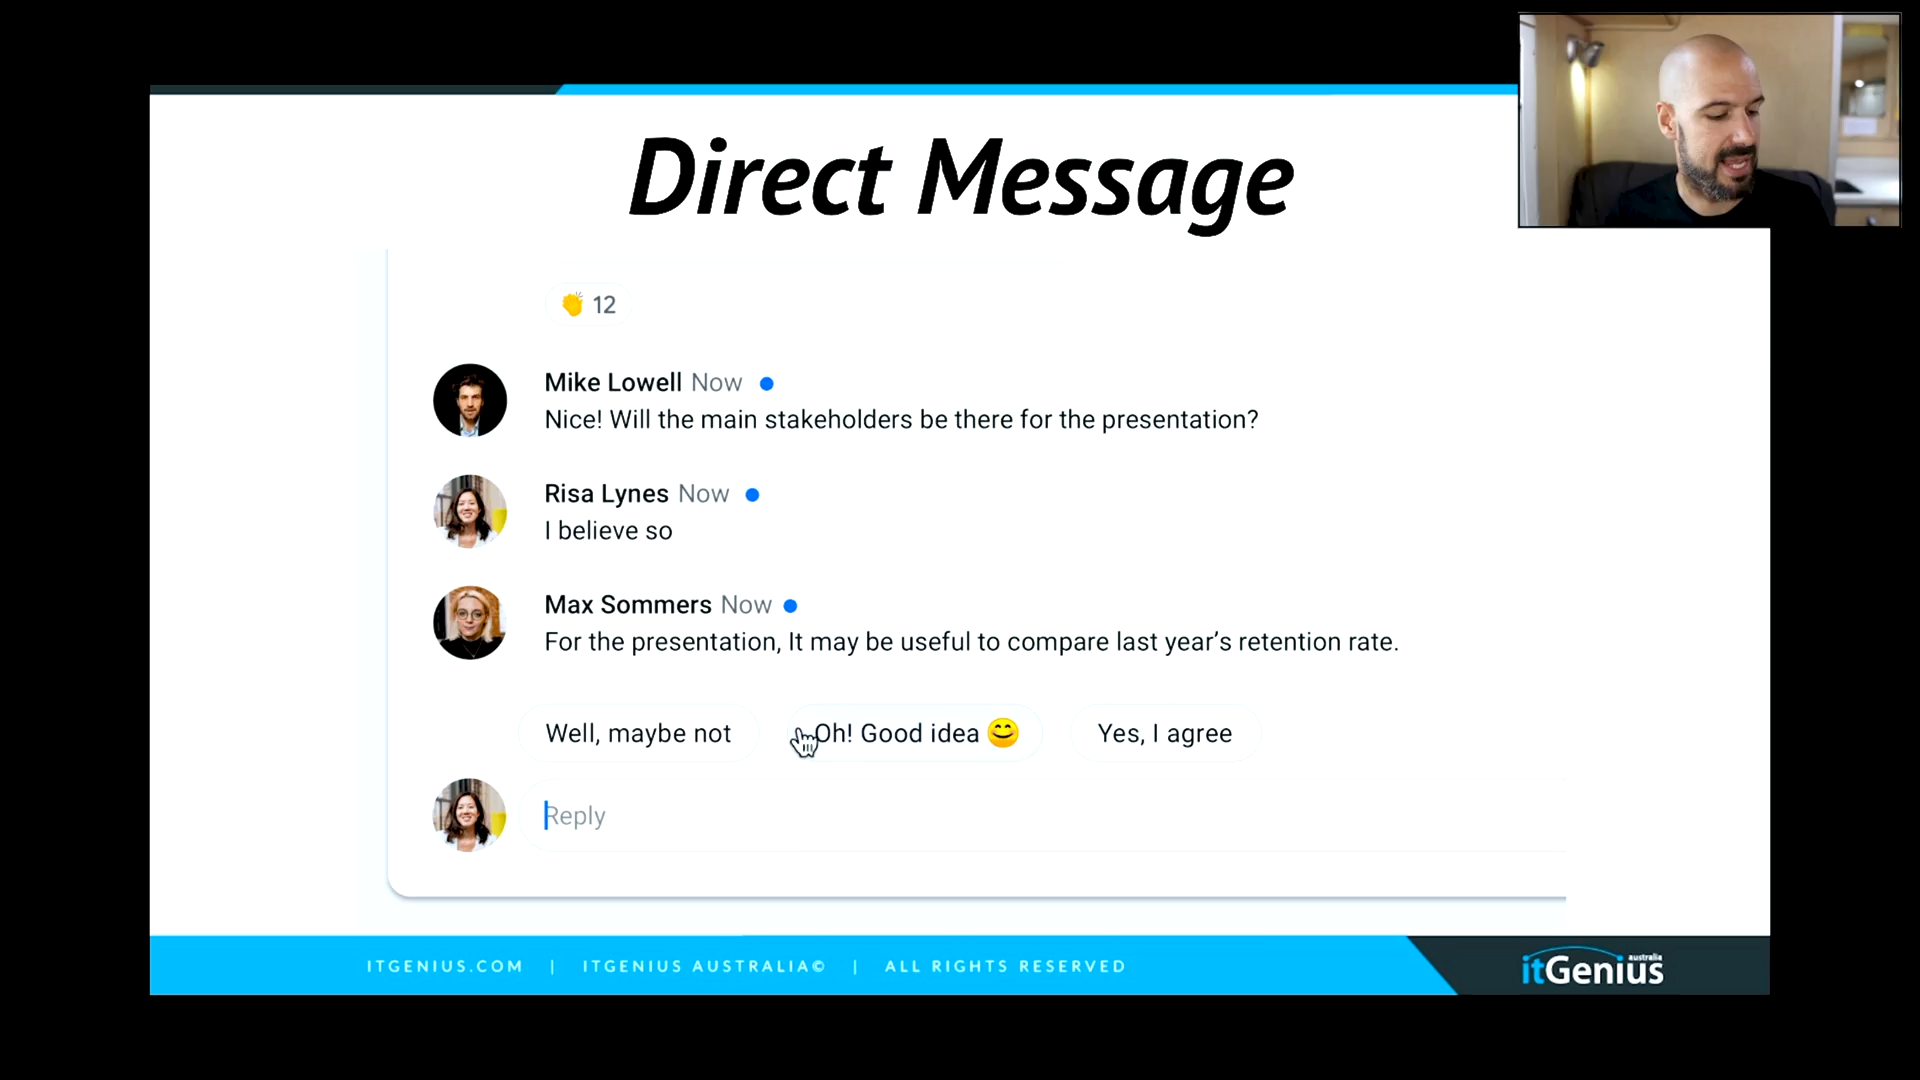 Direct Message
👏 12
Mike Lowell Now
Nice! Will the main stakeholders be there for the presentation?
Risa Lynes Now
I believe so
Max Sommers Now
For the presentation, It may be useful to compare last year’s retention rate.
Well, maybe not
Oh! Good idea 😊
Yes, I agree
Reply
ITGENIUS.COM | ITGENIUS AUSTRALIA© | ALL RIGHTS RESERVED
itGenius australia